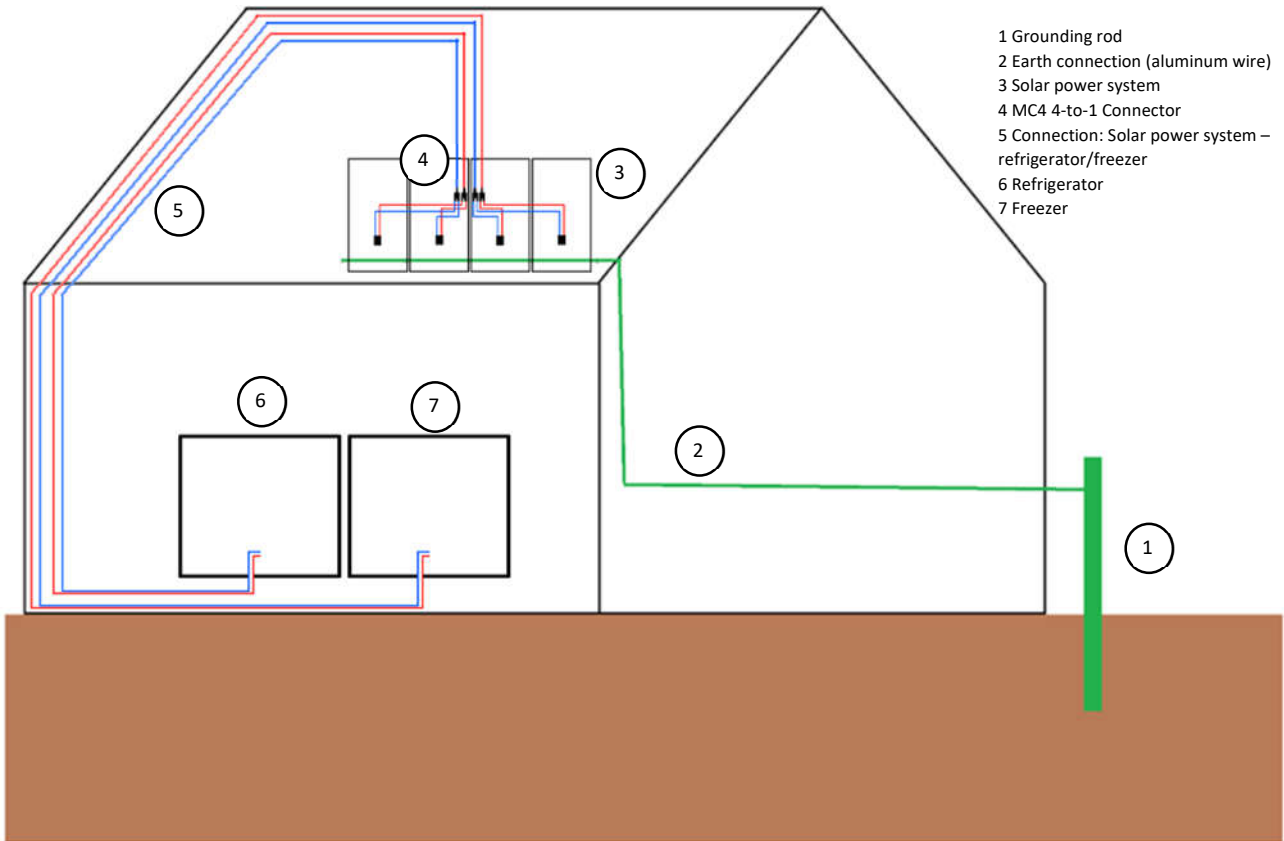 1 Grounding rod
2 Earth connection (aluminum wire)
3 Solar power system
4 MC4 4-to-1 Connector
5 Connection: Solar power system –
refrigerator/freezer
6 Refrigerator
7 Freezer
4
3
5
6
7
2
1